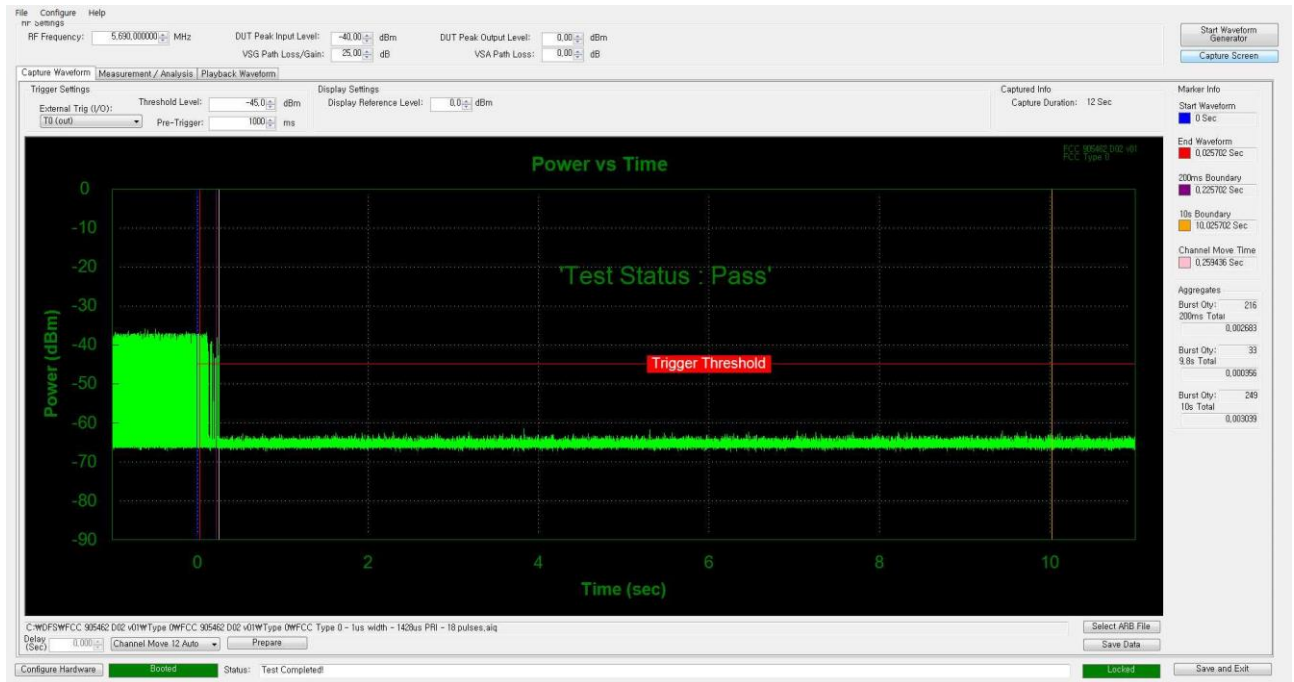 File Configure Help
RF Settings
RF Frequency: 5,690,000000 MHz DUT Peak Input Level: -40,00 dBm DUT Peak Output Level: 0,00 dBm
VSG Path Loss/Gain: 25,00 dB VSA Path Loss: 0,00 dB
Start Waveform Generator
Capture Screen
Capture Waveform Measurement / Analysis Playback Waveform
Trigger Settings
External Trig (I/O): Threshold Level: -45,0 dBm
T0 (out) Pre-Trigger: 1000 ms
Display Settings
Display Reference Level: 0,0 dBm
Captured Info
Capture Duration: 12 Sec
Marker Info
Start Waveform
0 Sec
End Waveform
0,025702 Sec
200ms Boundary
0,225702 Sec
10s Boundary
10,025702 Sec
Channel Move Time
0,259436 Sec
Aggregates
Burst Qty: 216
200ms Total
0,002683
Burst Qty: 33
9,8s Total
0,000356
Burst Qty: 249
10s Total
0,003039
FCC 905462 D02 v01
FCC Type 0
Power vs Time
'Test Status : Pass'
Trigger Threshold
Power (dBm)
0
-10
-20
-30
-40
-50
-60
-70
-80
-90
0 2 4 6 8 10
Time (sec)
C:₩DFS₩FCC 905462 D02 v01₩Type 0₩FCC 905462 D02 v01₩Type 0₩FCC Type 0 - 1us width - 1428us PRI - 18 pulses,aiq
Select ARB File
Delay (Sec) 0,000 Channel Move 12 Auto Prepare
Save Data
Configure Hardware Booted Status: Test Completed! Locked Save and Exit